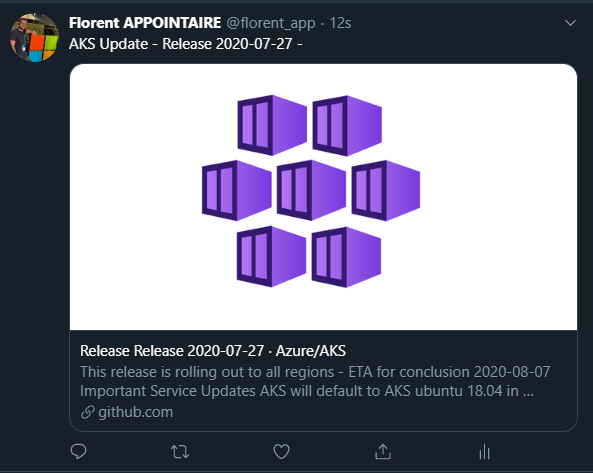 Florent APPOINTAIRE @florent_app · 12s
AKS Update - Release 2020-07-27 -
Release Release 2020-07-27 · Azure/AKS
This release is rolling out to all regions - ETA for conclusion 2020-08-07
Important Service Updates AKS will default to AKS ubuntu 18.04 in ...
github.com